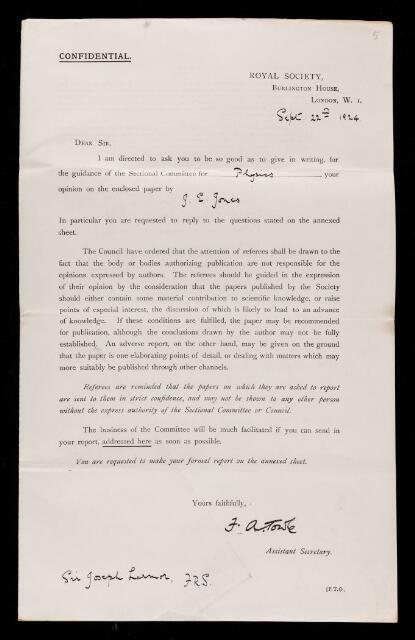 5
CONFIDENTIAL.
ROYAL SOCIETY,
BURLINGTON HOUSE,
LONDON, W. 1.
Sept 22nd 1924
DEAR SIR,
I am directed to ask you to be so good as to give in writing, for
the guidance of the Sectional Committee for Physics your
opinion on the enclosed paper by
J. E. Jones
In particular you are requested to reply to the questions stated on the annexed
sheet.
The Council have ordered that the attention of referees shall be drawn to the
fact that the body or bodies authorizing publication are not responsible for the
opinions expressed by authors. The referees should be guided in the expression
of their opinion by the consideration that the papers published by the Society
should either contain some material contribution to scientific knowledge, or raise
points of especial interest, the discussion of which is likely to lead to an advance
of knowledge. If these conditions are fulfilled, the paper may be recommended
for publication, although the conclusions drawn by the author may not be fully
established. An adverse report, on the other hand, may be given on the ground
that the paper is one elaborating points of detail, or dealing with matters which may
more suitably be published through other channels.
Referees are reminded that the papers on which they are asked to report
are sent to them in strict confidence, and may not be shown to any other person
without the express authority of the Sectional Committee or Council.
The business of the Committee will be much facilitated if you can send in
your report, addressed here as soon as possible.
You are requested to make your formal report on the annexed sheet.
Yours faithfully,
F. A. Towle
Assistant Secretary.
Sir Joseph Larmor, FRS.
[P.T.O.